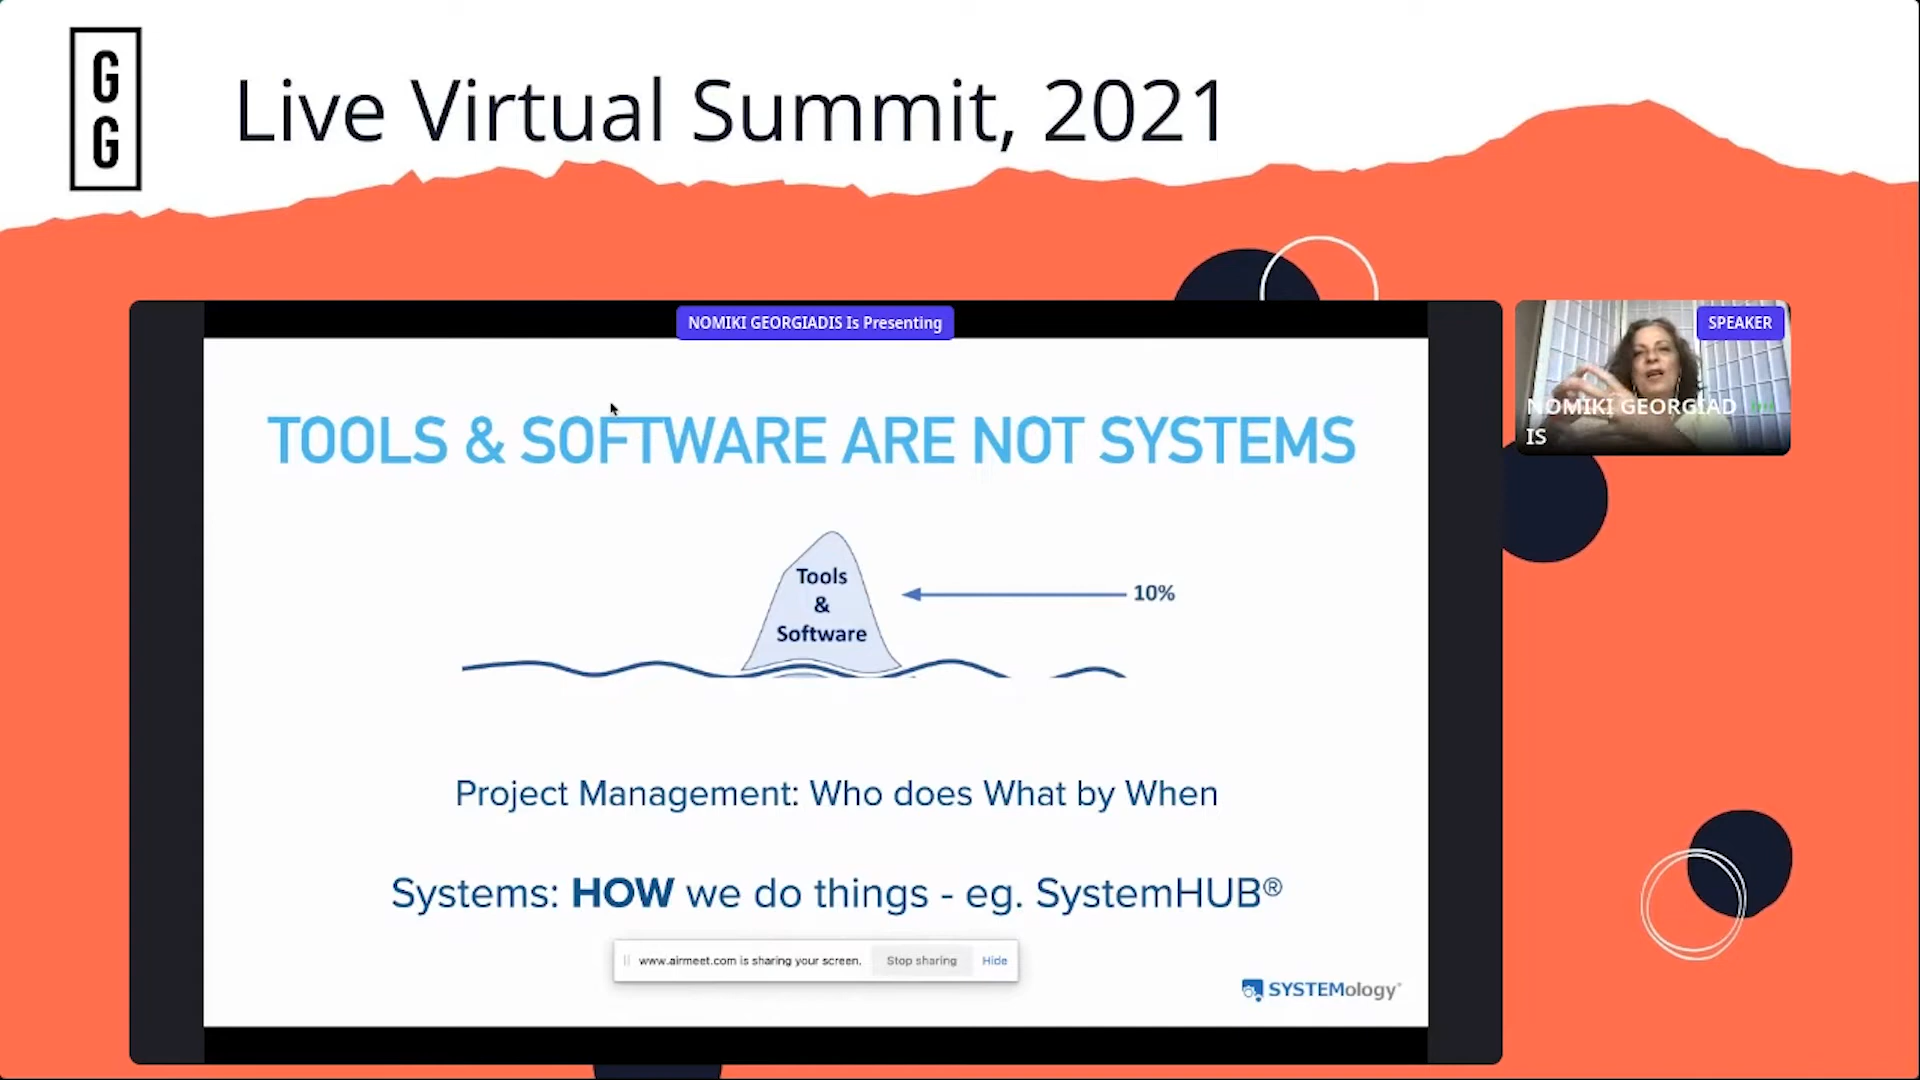 G
G
Live Virtual Summit, 2021
NOMIKI GEORGIADIS Is Presenting
SPEAKER
NOMIKI GEORGIAD
IS
TOOLS & SOFTWARE ARE NOT SYSTEMS
Tools
&
Software
10%
Project Management: Who does What by When
Systems: HOW we do things - eg. SystemHUB®
www.airmeet.com is sharing your screen.
Stop sharing
Hide
SYSTEMology®